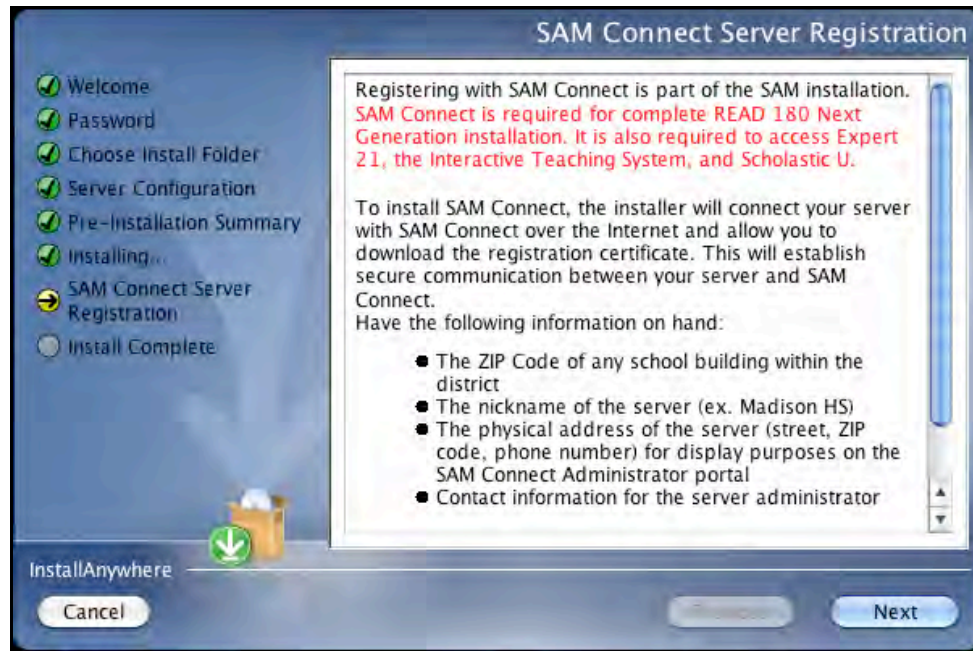 SAM Connect Server Registration
Welcome
Password
Choose Install Folder
Server Configuration
Pre-Installation Summary
Installing...
SAM Connect Server
Registration
Install Complete
Registering with SAM Connect is part of the SAM installation.
SAM Connect is required for complete READ 180 Next
Generation installation. It is also required to access Expert
21, the Interactive Teaching System, and Scholastic U.
To install SAM Connect, the installer will connect your server
with SAM Connect over the Internet and allow you to
download the registration certificate. This will establish
secure communication between your server and SAM
Connect.
Have the following information on hand:
● The ZIP Code of any school building within the
district
● The nickname of the server (ex. Madison HS)
● The physical address of the server (street, ZIP
code, phone number) for display purposes on the
SAM Connect Administrator portal
● Contact information for the server administrator
InstallAnywhere
Cancel
Next